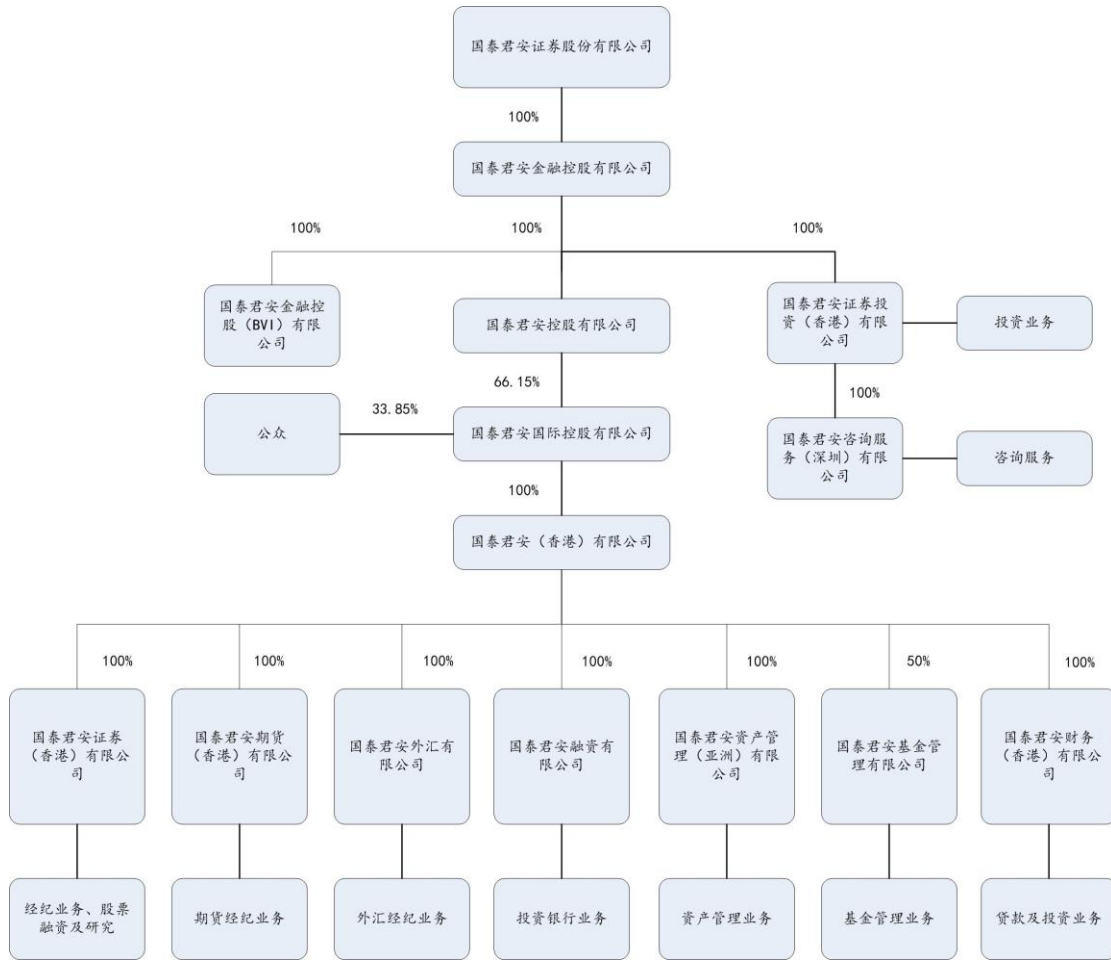 国泰君安证券股份有限公司
100%
国泰君安金融控股有限公司
100%
100%
100%
国泰君安金融控
股（BVI）有限
公司
国泰君安控股有限公司
国泰君安证券投
资（香港）有限
公司
投资业务
66.15%
100%
33.85%
公众
国泰君安国际控股有限公司
国泰君安咨询服
务（深圳）有限
公司
咨询服务
100%
国泰君安（香港）有限公司
100%
100%
100%
100%
100%
50%
100%
国泰君安证券
（香港）有限公
司
国泰君安期货
（香港）有限公
司
国泰君安外汇有
限公司
国泰君安融资有
限公司
国泰君安资产管
理（亚洲）有限
公司
国泰君安基金管
理有限公司
国泰君安财务
（香港）有限公
司
经纪业务、股票
融资及研究
期货经纪业务
外汇经纪业务
投资银行业务
资产管理业务
基金管理业务
贷款及投资业务